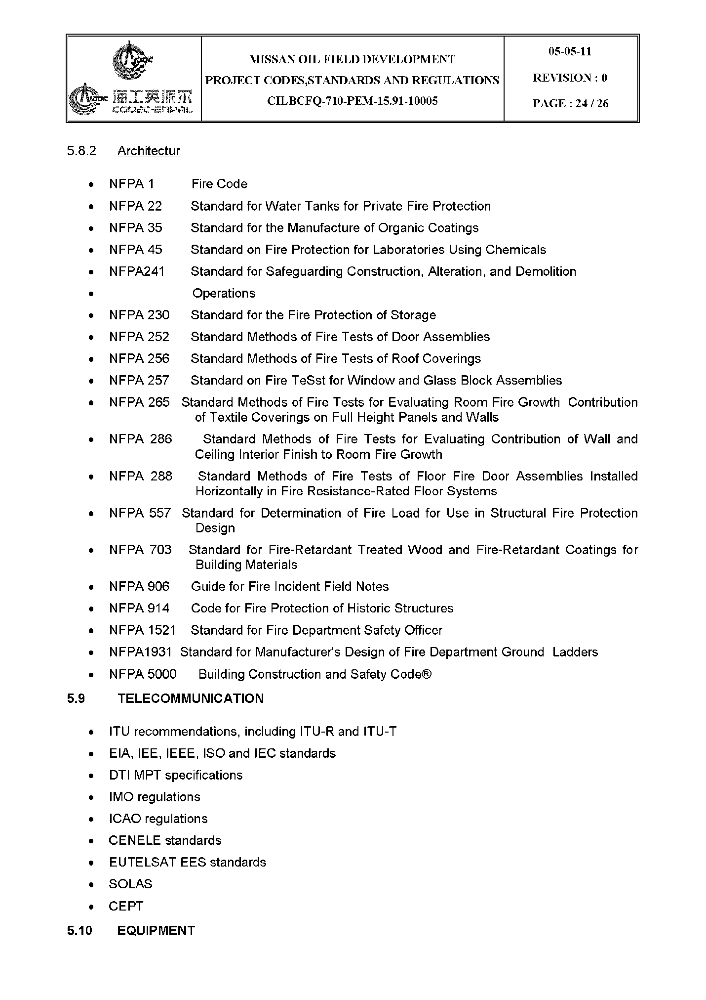 海工英派尔
COOEC-ENPAL
MISSAN OIL FIELD DEVELOPMENT
PROJECT CODES,STANDARDS AND REGULATIONS
CILBCFQ-710-PEM-15.91-10005
05-05-11
REVISION : 0
PAGE : 24 / 26
5.8.2 Architectur
• NFPA 1 Fire Code
• NFPA 22 Standard for Water Tanks for Private Fire Protection
• NFPA 35 Standard for the Manufacture of Organic Coatings
• NFPA 45 Standard on Fire Protection for Laboratories Using Chemicals
• NFPA241 Standard for Safeguarding Construction, Alteration, and Demolition
• Operations
• NFPA 230 Standard for the Fire Protection of Storage
• NFPA 252 Standard Methods of Fire Tests of Door Assemblies
• NFPA 256 Standard Methods of Fire Tests of Roof Coverings
• NFPA 257 Standard on Fire TeSst for Window and Glass Block Assemblies
• NFPA 265 Standard Methods of Fire Tests for Evaluating Room Fire Growth Contribution
of Textile Coverings on Full Height Panels and Walls
• NFPA 286 Standard Methods of Fire Tests for Evaluating Contribution of Wall and
Ceiling Interior Finish to Room Fire Growth
• NFPA 288 Standard Methods of Fire Tests of Floor Fire Door Assemblies Installed
Horizontally in Fire Resistance-Rated Floor Systems
• NFPA 557 Standard for Determination of Fire Load for Use in Structural Fire Protection
Design
• NFPA 703 Standard for Fire-Retardant Treated Wood and Fire-Retardant Coatings for
Building Materials
• NFPA 906 Guide for Fire Incident Field Notes
• NFPA 914 Code for Fire Protection of Historic Structures
• NFPA 1521 Standard for Fire Department Safety Officer
• NFPA1931 Standard for Manufacturer's Design of Fire Department Ground Ladders
• NFPA 5000 Building Construction and Safety Code®
5.9 TELECOMMUNICATION
• ITU recommendations, including ITU-R and ITU-T
• EIA, IEE, IEEE, ISO and IEC standards
• DTI MPT specifications
• IMO regulations
• ICAO regulations
• CENELE standards
• EUTELSAT EES standards
• SOLAS
• CEPT
5.10 EQUIPMENT